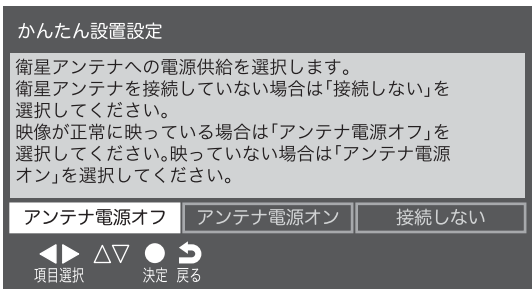 かんたん設置設定
衛星アンテナへの電源供給を選択します。
衛星アンテナを接続していない場合は「接続しない」を
選択してください。
映像が正常に映っている場合は「アンテナ電源オフ」を
選択してください。映っていない場合は「アンテナ電源
オン」を選択してください。
アンテナ電源オフ アンテナ電源オン 接続しない
項目選択 決定 戻る